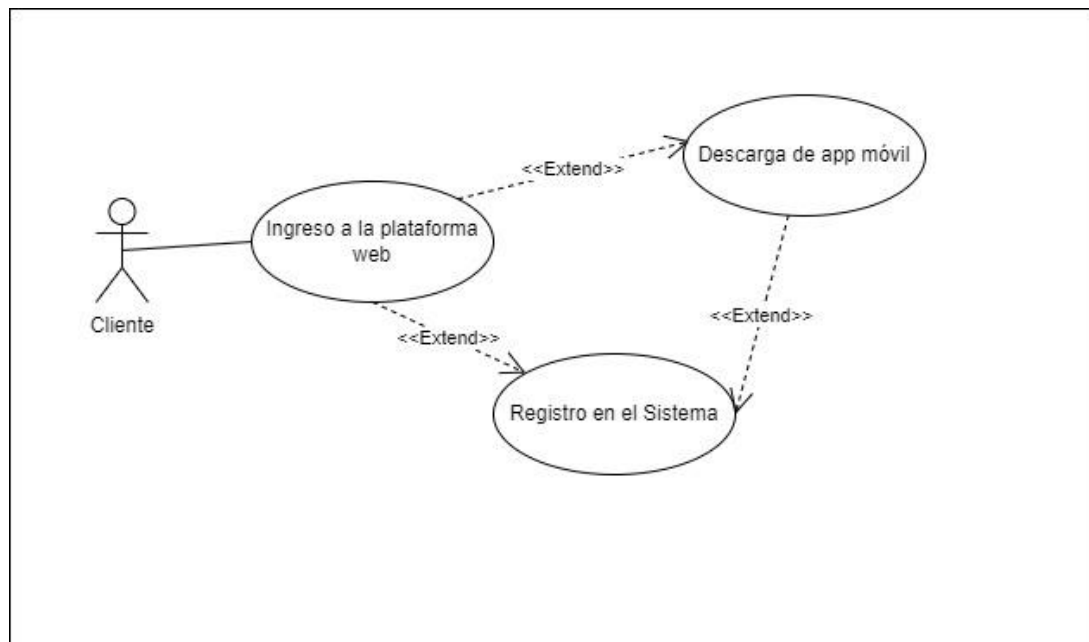 Descarga de app móvil
<<Extend>>
Ingreso a la plataforma
web
Cliente
<<Extend>>
<<Extend>>
Registro en el Sistema